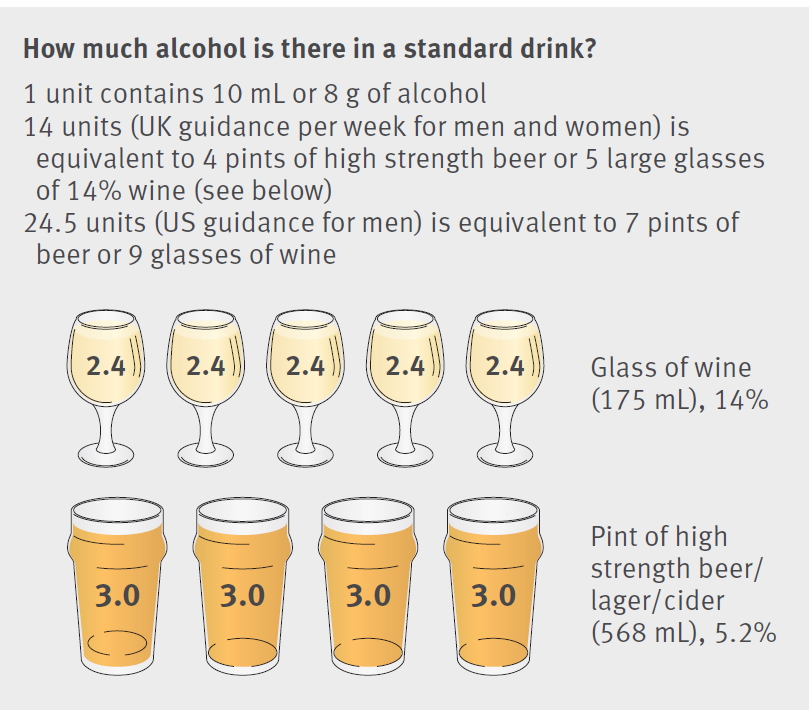 How much alcohol is there in a standard drink?
1 unit contains 10 mL or 8 g of alcohol
14 units (UK guidance per week for men and women) is
equivalent to 4 pints of high strength beer or 5 large glasses
of 14% wine (see below)
24.5 units (US guidance for men) is equivalent to 7 pints of
beer or 9 glasses of wine
2.4 2.4 2.4 2.4 2.4
Glass of wine
(175 mL), 14%
3.0 3.0 3.0 3.0
Pint of high
strength beer/
lager/cider
(568 mL), 5.2%